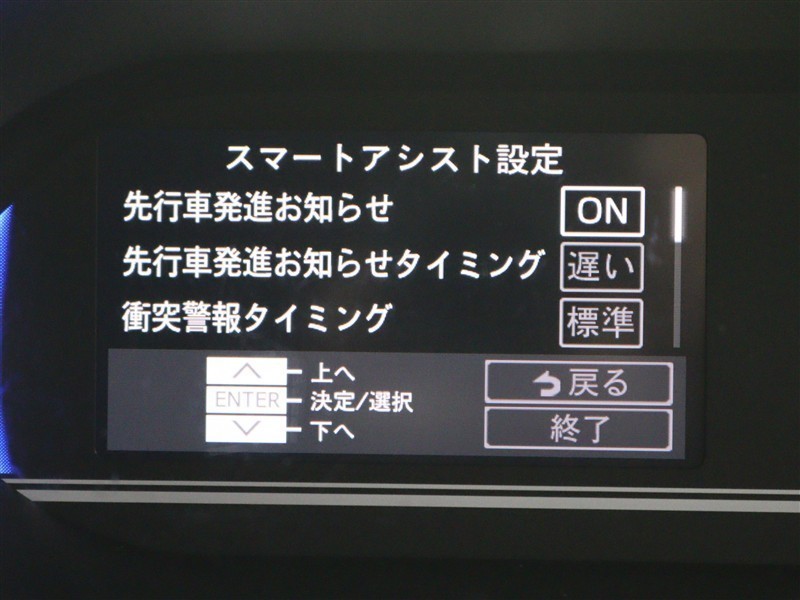 スマートアシスト設定
先行車発進お知らせ ON
先行車発進お知らせタイミング 遅い
衝突警報タイミング 標準
上へ
ENTER 決定/選択
下へ
戻る
終了